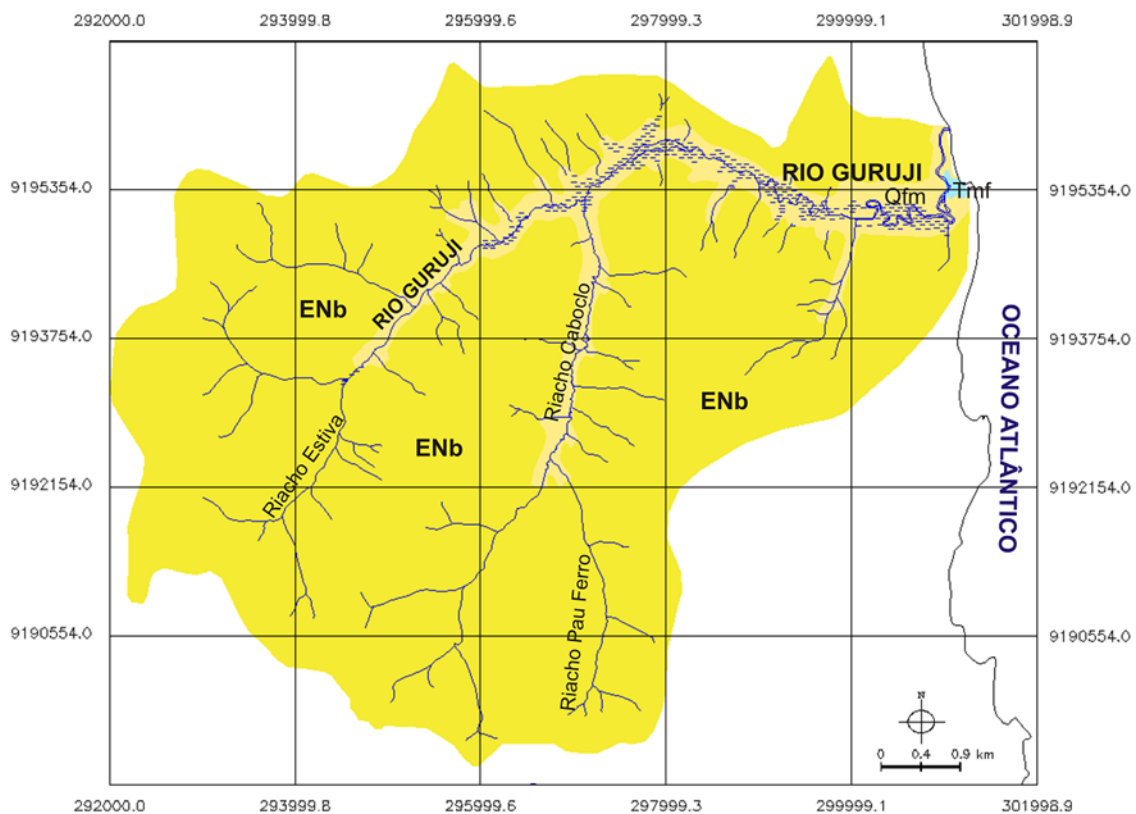 292000.0 293999.8 295999.6 297999.3 299999.1 301998.9
RIO GURUJI
9195354.0 9195354.0
Tmf
Qfm
RIO GURUJI
ENb
Riacho Caboclo
OCEANO ATLÂNTICO
9193754.0 9193754.0
ENb
Riacho Estiva
ENb
9192154.0 9192154.0
Riacho Pau Ferro
9190554.0 9190554.0
N
0 0.4 0.9 km
292000.0 293999.8 295999.6 297999.3 299999.1 301998.9